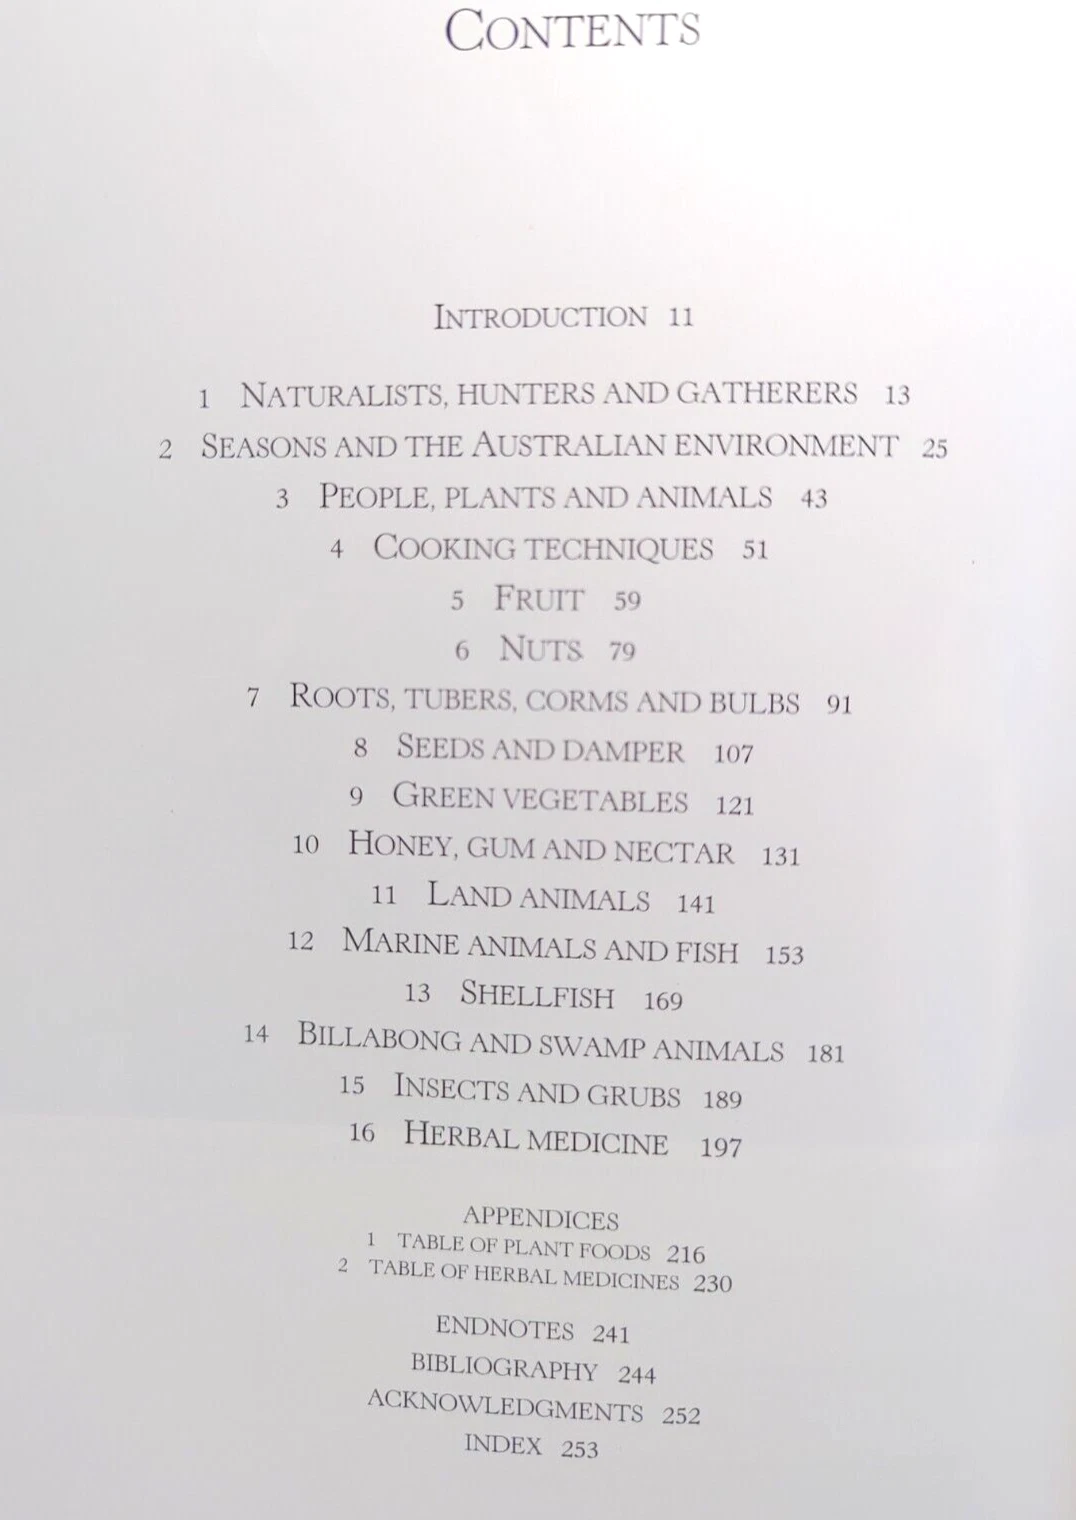 CONTENTS
INTRODUCTION 11
1 NATURALISTS, HUNTERS AND GATHERERS 13
2 SEASONS AND THE AUSTRALIAN ENVIRONMENT 25
3 PEOPLE, PLANTS AND ANIMALS 43
4 COOKING TECHNIQUES 51
5 FRUIT 59
6 NUTS 79
7 ROOTS, TUBERS, CORMS AND BULBS 91
8 SEEDS AND DAMPER 107
9 GREEN VEGETABLES 121
10 HONEY, GUM AND NECTAR 131
11 LAND ANIMALS 141
12 MARINE ANIMALS AND FISH 153
13 SHELLFISH 169
14 BILLABONG AND SWAMP ANIMALS 181
15 INSECTS AND GRUBS 189
16 HERBAL MEDICINE 197
APPENDICES
1 TABLE OF PLANT FOODS 216
2 TABLE OF HERBAL MEDICINES 230
ENDNOTES 241
BIBLIOGRAPHY 244
ACKNOWLEDGMENTS 252
INDEX 253